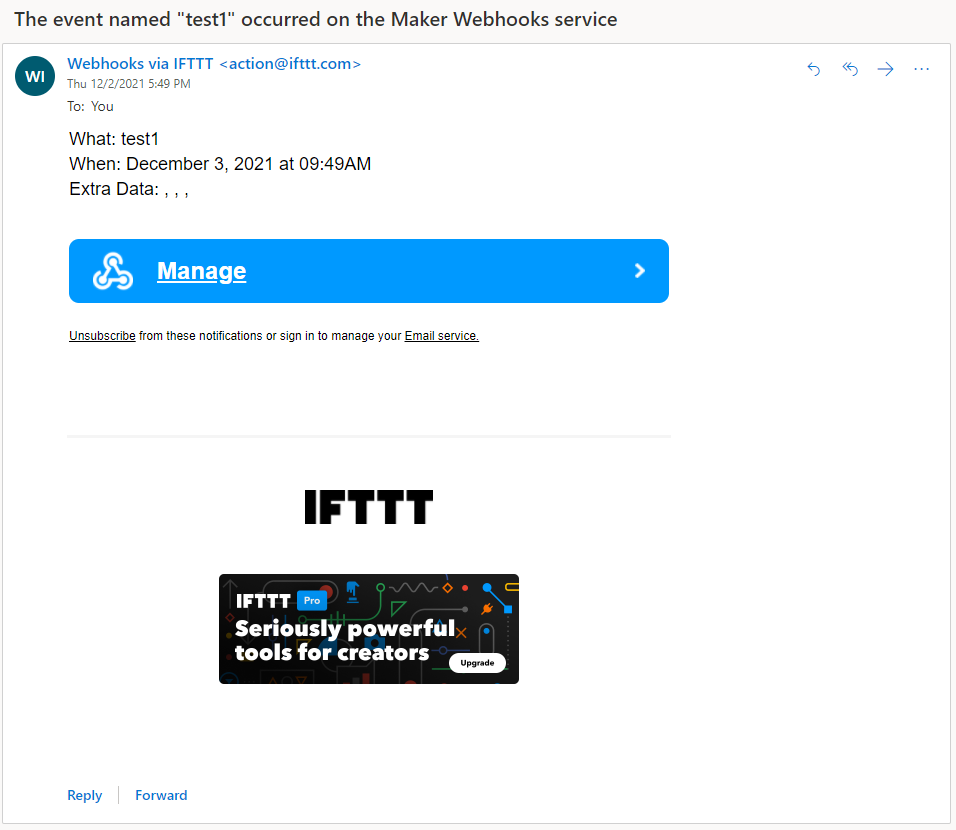 The event named "test1" occurred on the Maker Webhooks service
WI
Webhooks via IFTTT <action@ifttt.com>
Thu 12/2/2021 5:49 PM
To: You
What: test1
When: December 3, 2021 at 09:49AM
Extra Data: , , ,
Manage
Unsubscribe from these notifications or sign in to manage your Email service.
IFTTT
IFTTT Pro
Seriously powerful
tools for creators
Upgrade
Reply
Forward